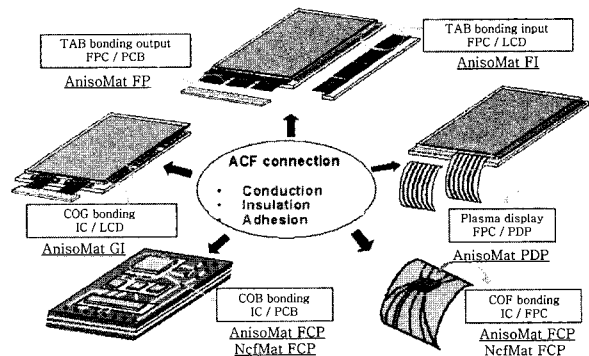 TAB bonding output
FPC / PCB
AnisoMat FP
TAB bonding input
FPC / LCD
AnisoMat FI
ACF connection
• Conduction
• Insulation
• Adhesion
COG bonding
IC / LCD
AnisoMat GI
Plasma display
FPC / PDP
AnisoMat PDP
COB bonding
IC / PCB
AnisoMat FCP
NcfMat FCP
COF bonding
IC / FPC
AnisoMat FCP
NcfMat FCP